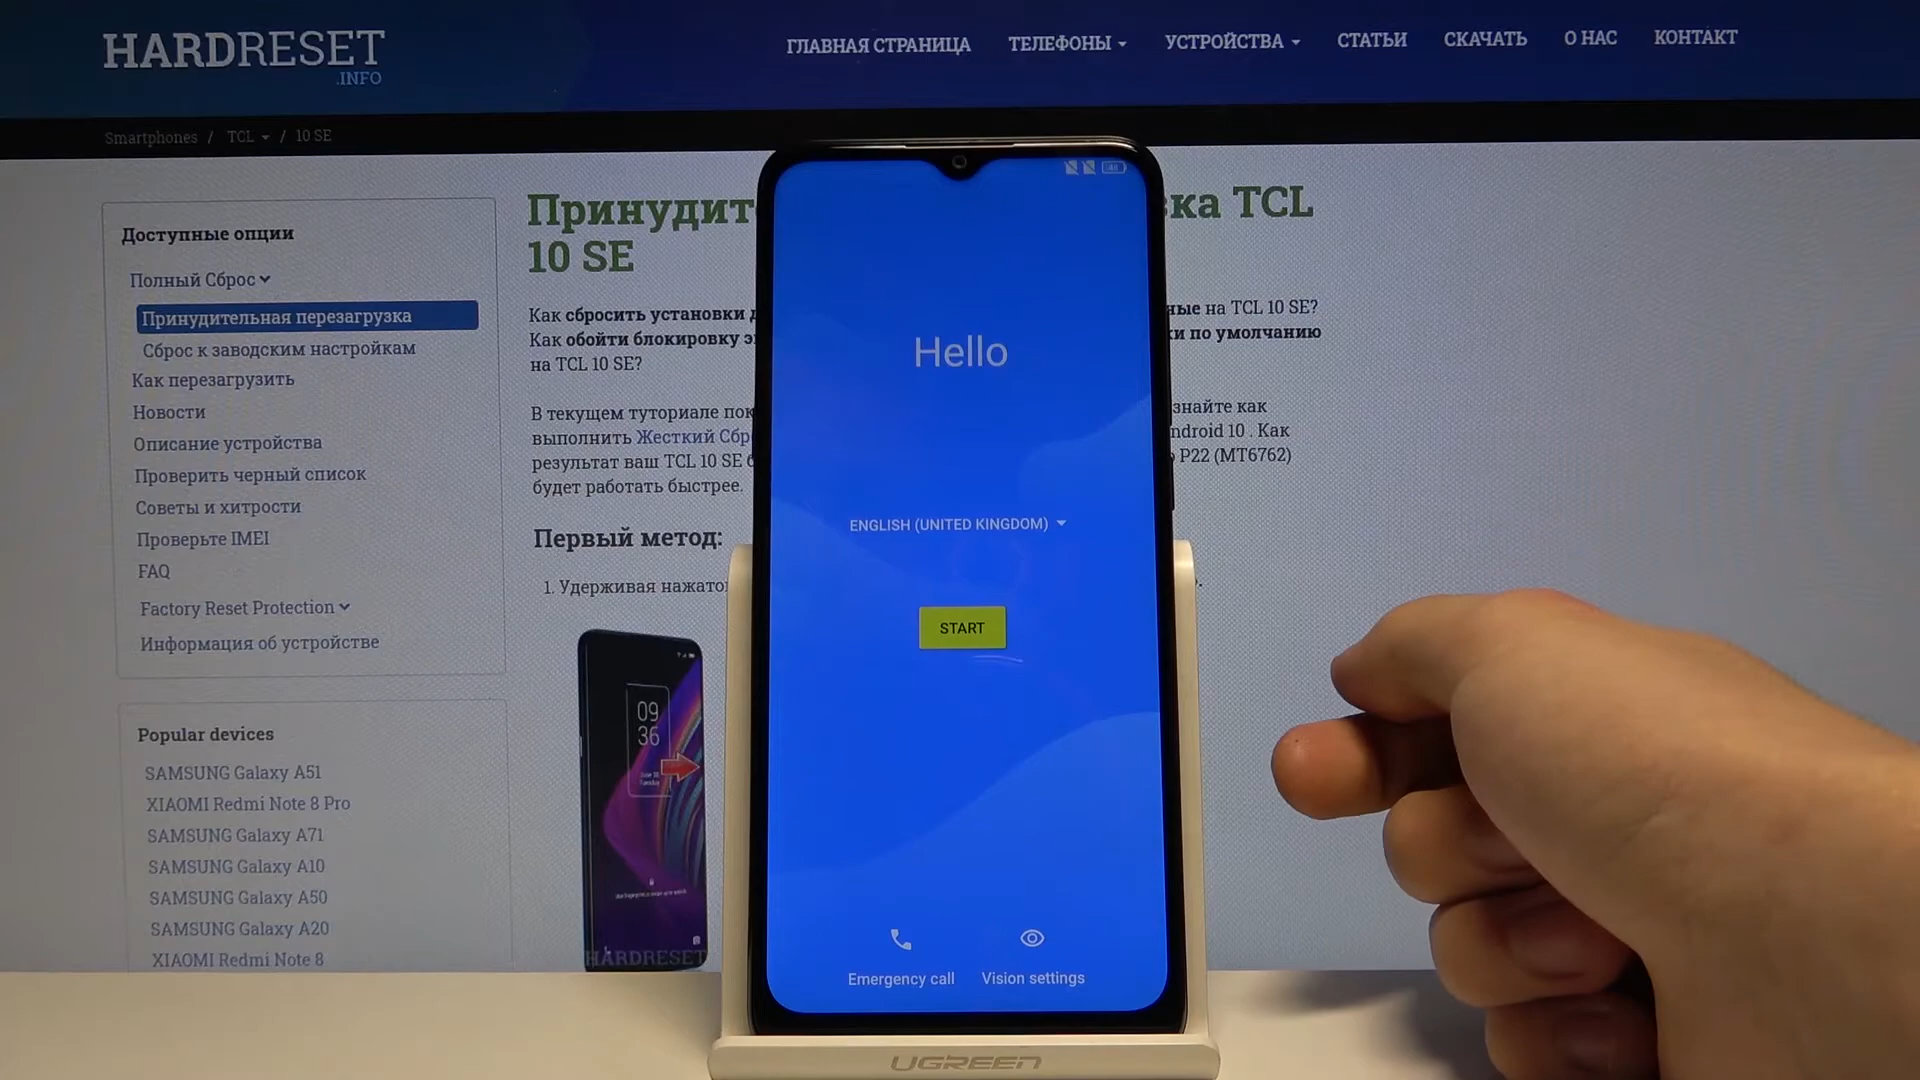 HARDRESET
.INFO
ГЛАВНАЯ СТРАНИЦА
ТЕЛЕФОНЫ
УСТРОЙСТВА
СТАТЬИ
СКАЧАТЬ
О НАС
КОНТАКТ
Smartphones / TCL / 10 SE
Доступные опции
Полный Сброс
Принудительная перезагрузка
Сброс к заводским настройкам
Как перезагрузить
Новости
Описание устройства
Проверить черный список
Советы и хитрости
Проверьте IMEI
FAQ
Factory Reset Protection
Информация об устройстве
Popular devices
SAMSUNG Galaxy A51
XIAOMI Redmi Note 8 Pro
SAMSUNG Galaxy A71
SAMSUNG Galaxy A10
SAMSUNG Galaxy A50
SAMSUNG Galaxy A20
XIAOMI Redmi Note 8
Принудит ка TCL
10 SE
Как сбросить установки ные на TCL 10 SE?
Как обойти блокировку ки по умолчанию
на TCL 10 SE?
В текущем туториале пок знайте как
выполнить Жесткий Сбр ndroid 10 . Как
результат ваш TCL 10 SE P22 (MT6762)
будет работать быстрее.
Первый метод:
1. Удерживая нажато
09
36
HARDRESET
Hello
ENGLISH (UNITED KINGDOM)
START
Emergency call
Vision settings
UGREEN